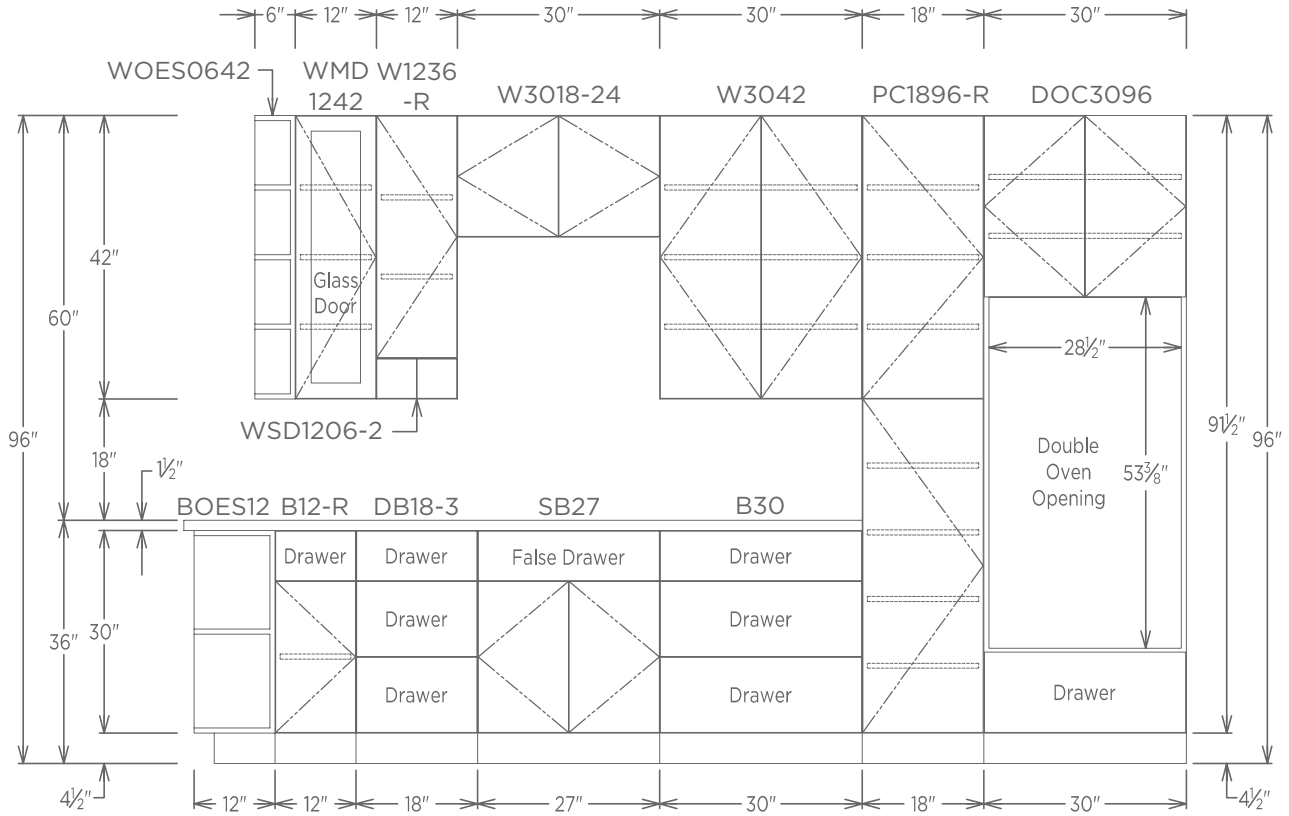 6" 12" 12" 30" 30" 18" 30"
WOES0642
WMD
1242
W1236
-R
W3018-24
W3042
PC1896-R
DOC3096
42"
60"
96"
18"
1½"
36"
30"
4½"
Glass
Door
WSD1206-2
28½"
Double
Oven
Opening
53⅜"
91½"
96"
BOES12 B12-R DB18-3 SB27 B30
Drawer Drawer False Drawer Drawer
Drawer Drawer
Drawer Drawer Drawer
12" 12" 18" 27" 30" 18" 30"
4½"